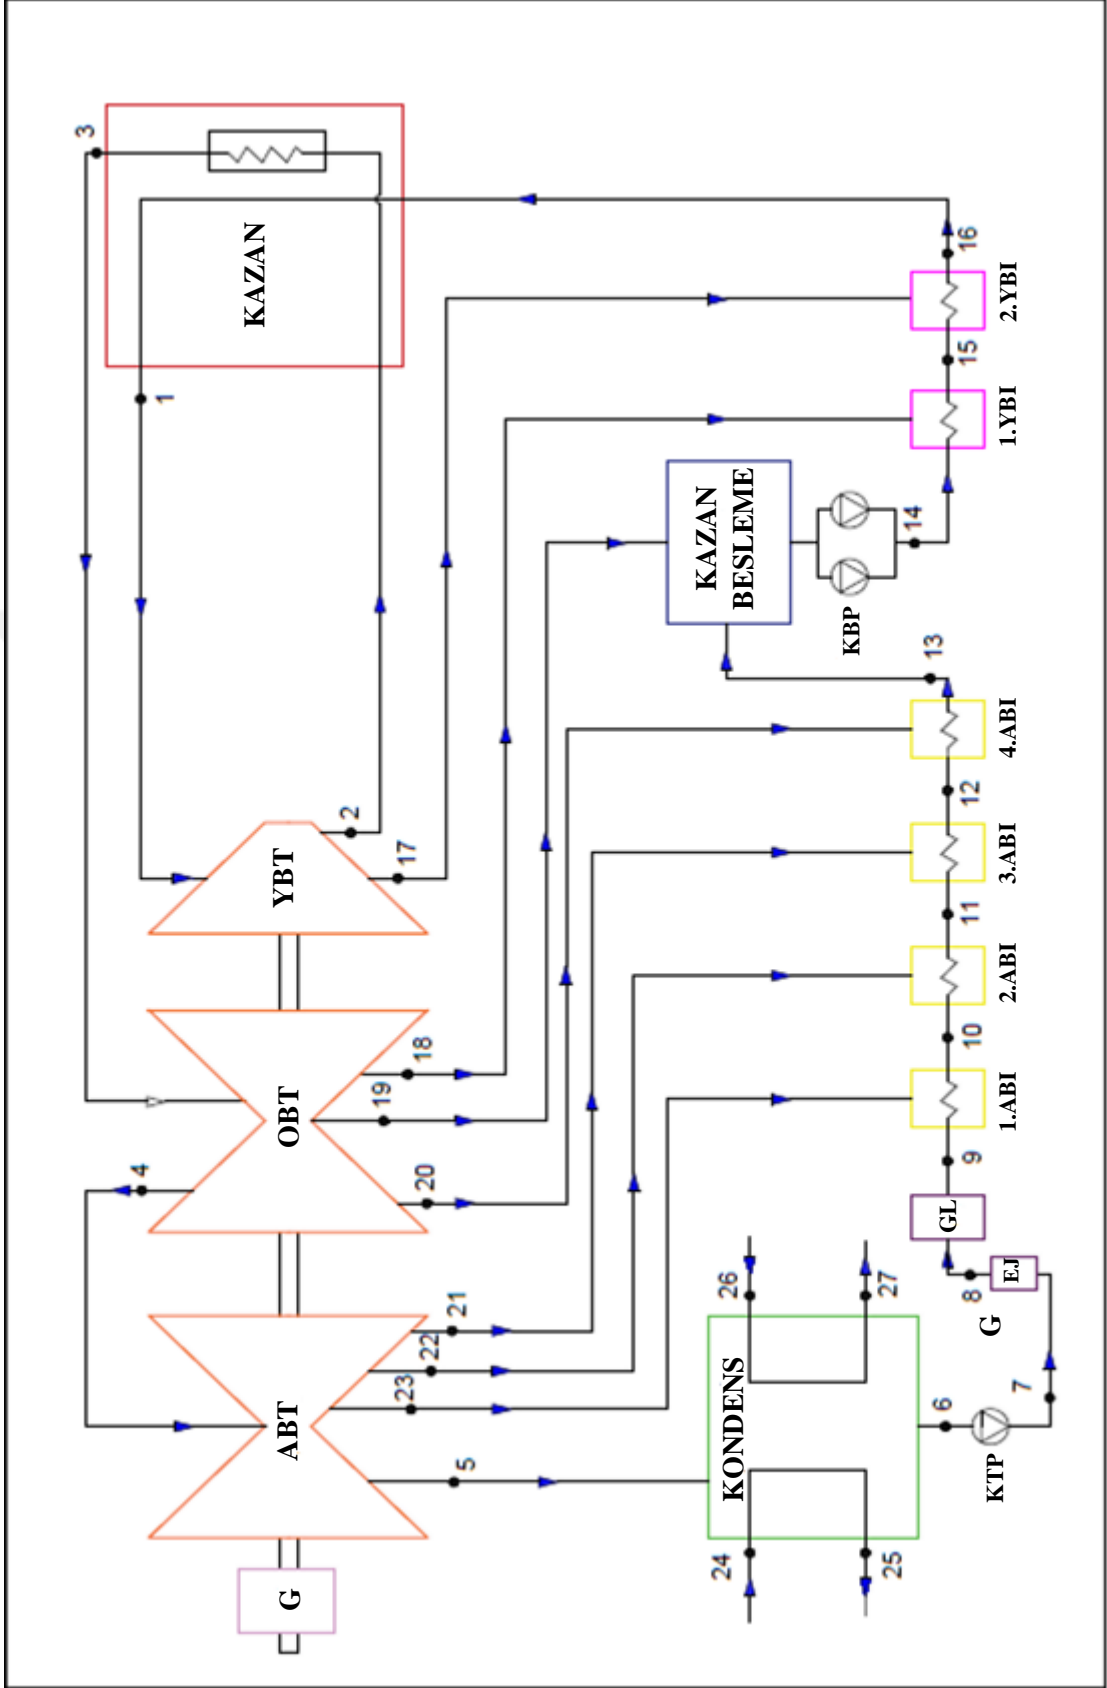 3
4
1
KAZAN
G
ABT
OBT
YBT
2
5
23
22
21
20
19
18
17
KAZAN
BESLEME
24
KONDENS
26
25
27
KBP
14
13
6
GL
8
9
10
11
12
15
16
KTP
7
G
EJ
1.ABI
2.ABI
3.ABI
4.ABI
1.YBI
2.YBI